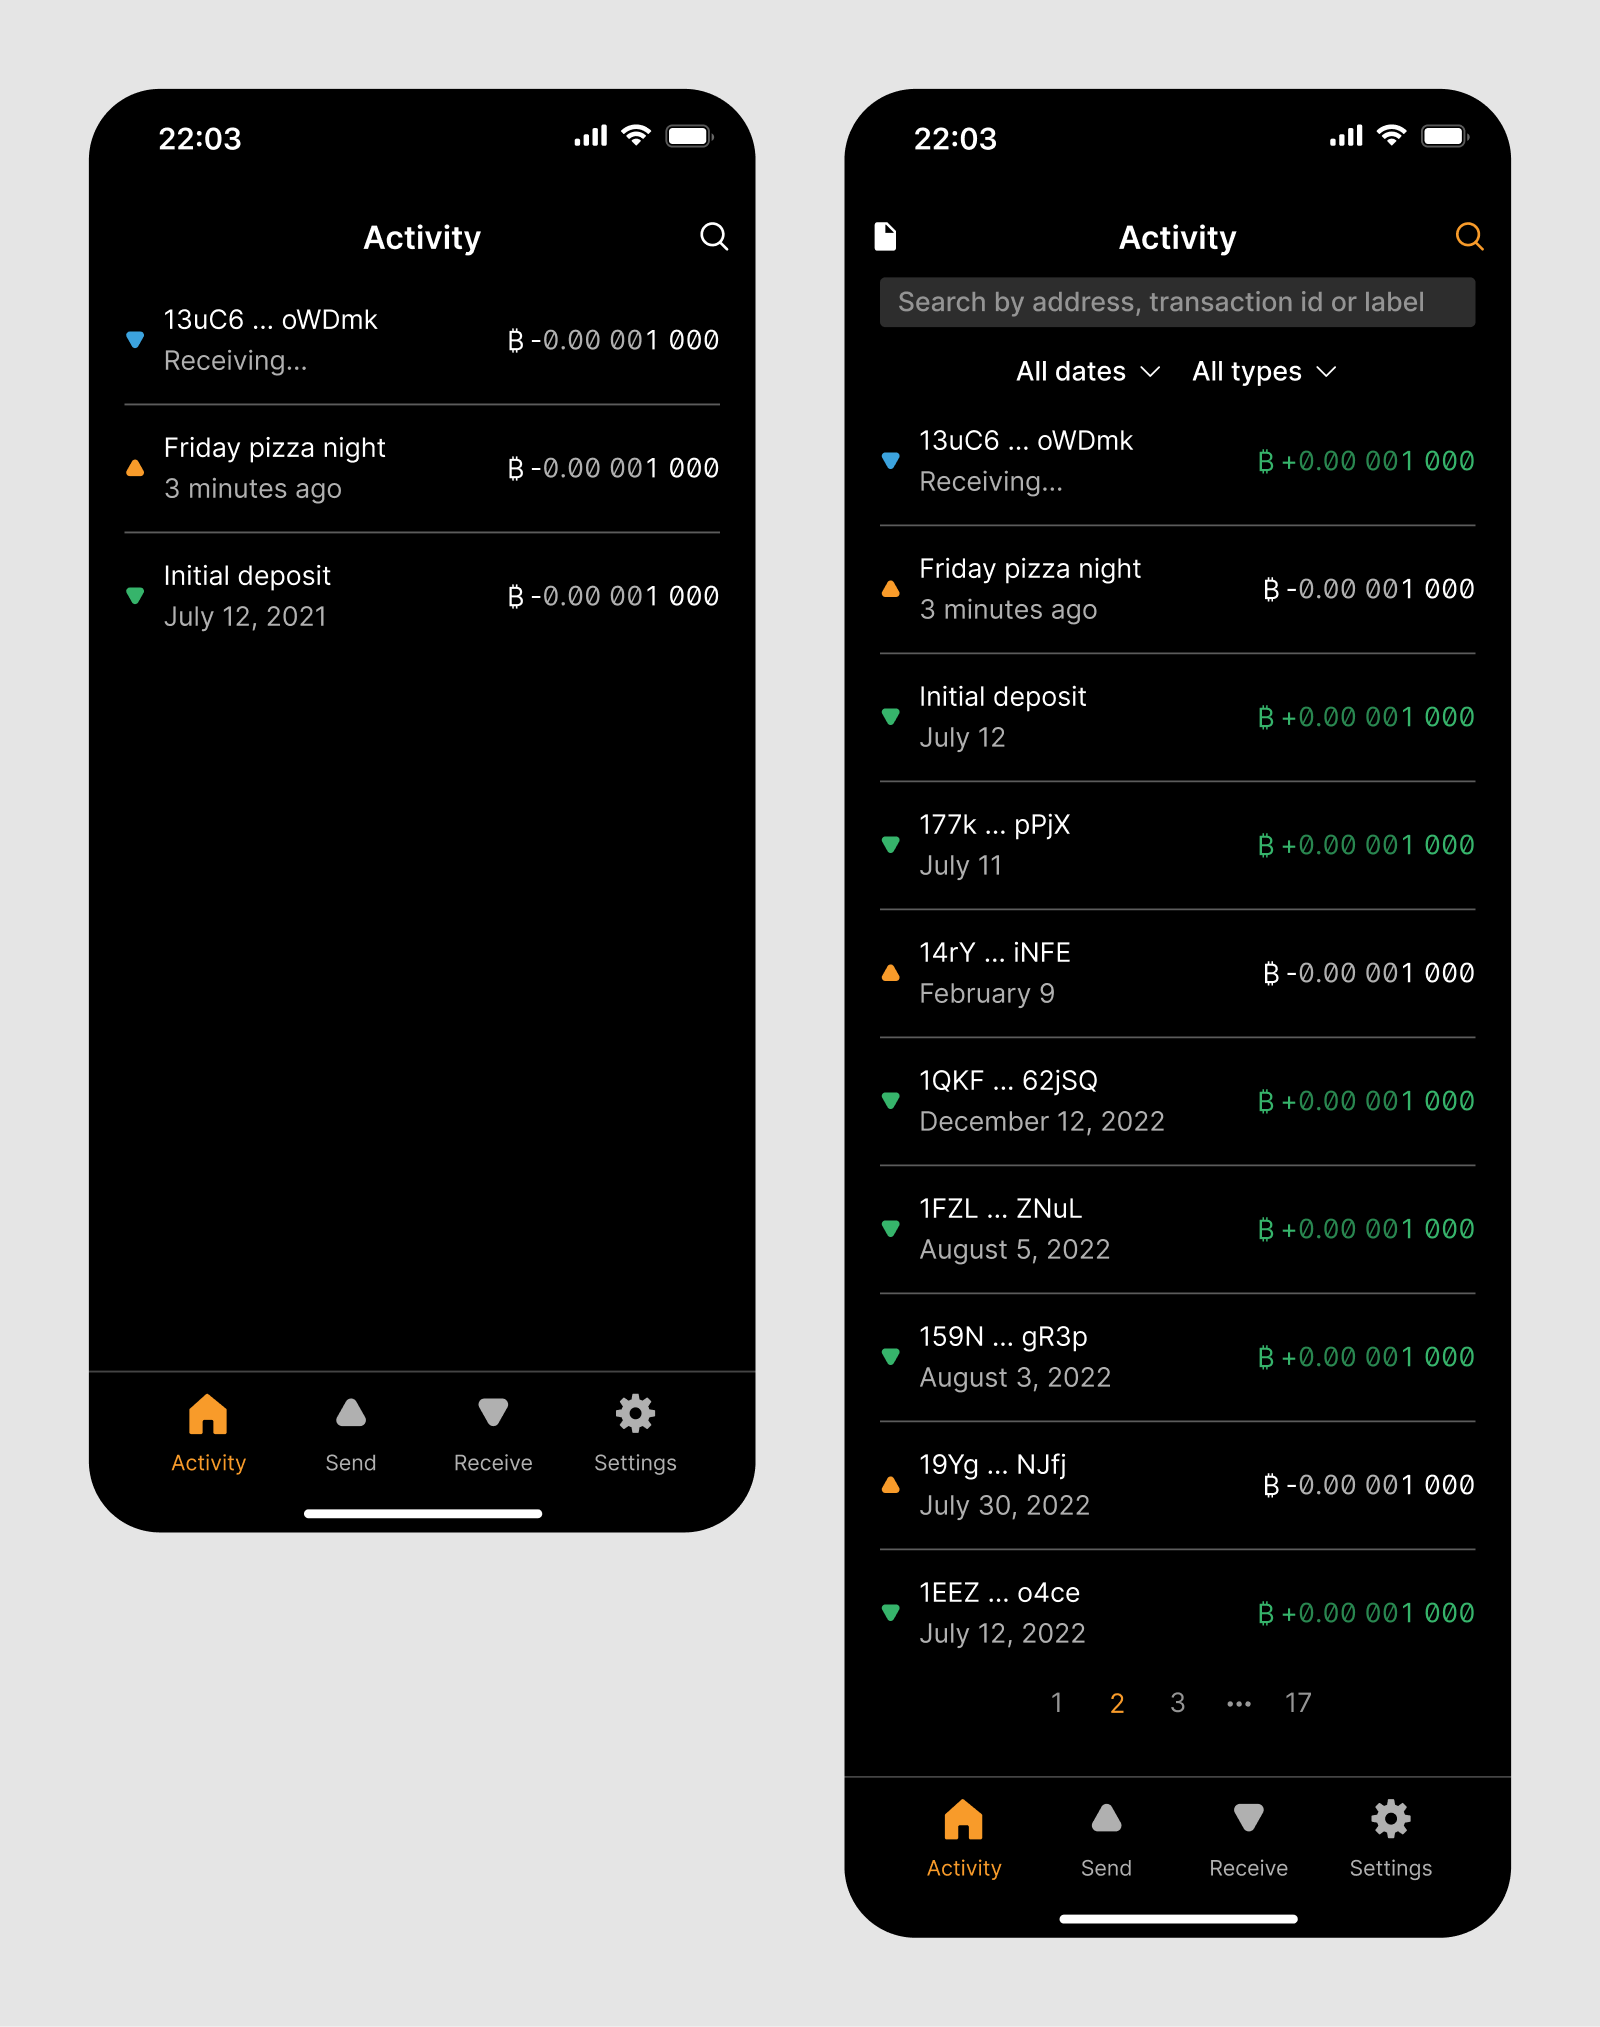 22:03
Activity
13uC6 ... oWDmk
Receiving...
₿ -0.00 001 000
Friday pizza night
3 minutes ago
₿ -0.00 001 000
Initial deposit
July 12, 2021
₿ -0.00 001 000
Activity
Send
Receive
Settings
22:03
Activity
Search by address, transaction id or label
All dates
All types
13uC6 ... oWDmk
Receiving...
₿ +0.00 001 000
Friday pizza night
3 minutes ago
₿ -0.00 001 000
Initial deposit
July 12
₿ +0.00 001 000
177k ... pPjX
July 11
₿ +0.00 001 000
14rY ... iNFE
February 9
₿ -0.00 001 000
1QKF ... 62jSQ
December 12, 2022
₿ +0.00 001 000
1FZL ... ZNuL
August 5, 2022
₿ +0.00 001 000
159N ... gR3p
August 3, 2022
₿ +0.00 001 000
19Yg ... NJfj
July 30, 2022
₿ -0.00 001 000
1EEZ ... o4ce
July 12, 2022
₿ +0.00 001 000
1 2 3 ••• 17
Activity
Send
Receive
Settings